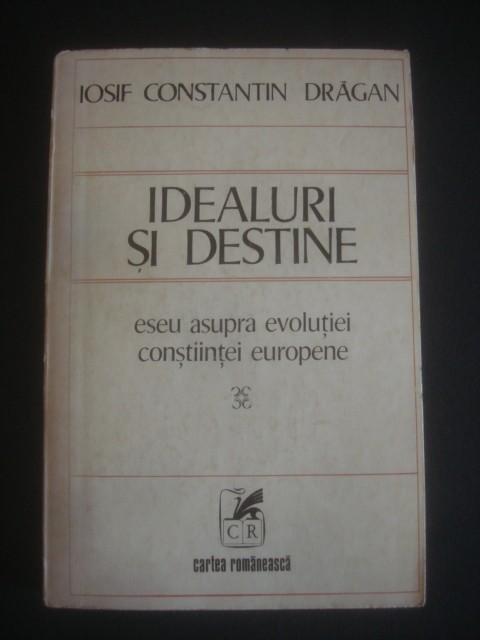 IOSIF CONSTANTIN DRĂGAN
IDEALURI
ȘI DESTINE
eseu asupra evoluției
conștiinței europene
CR
cartea românească